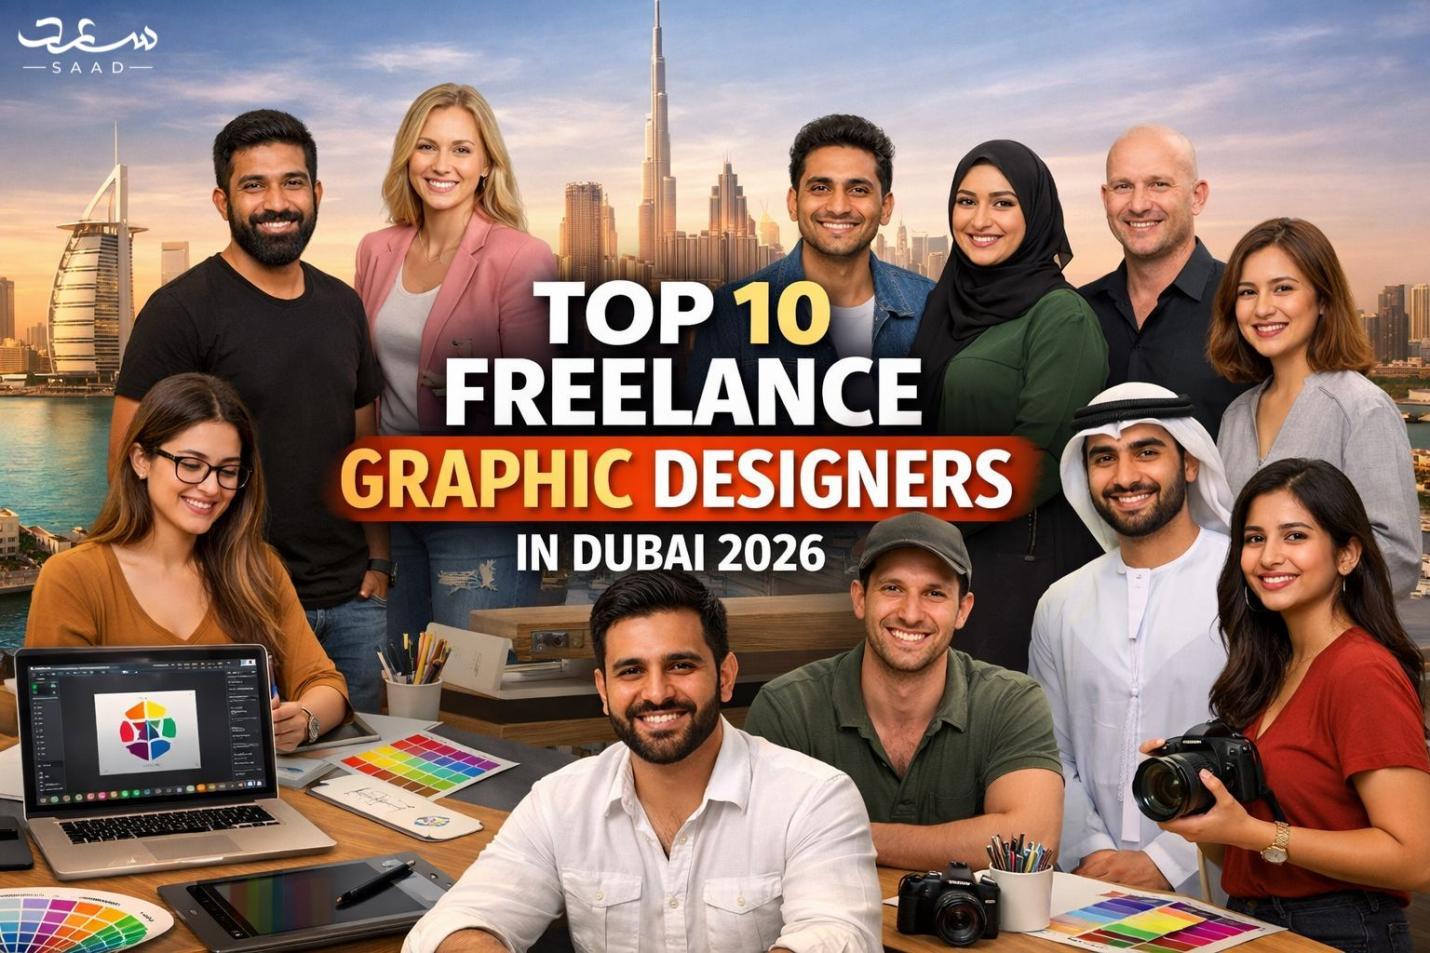 سعد
SAAD
TOP 10
FREELANCE
GRAPHIC DESIGNERS
IN DUBAI 2026